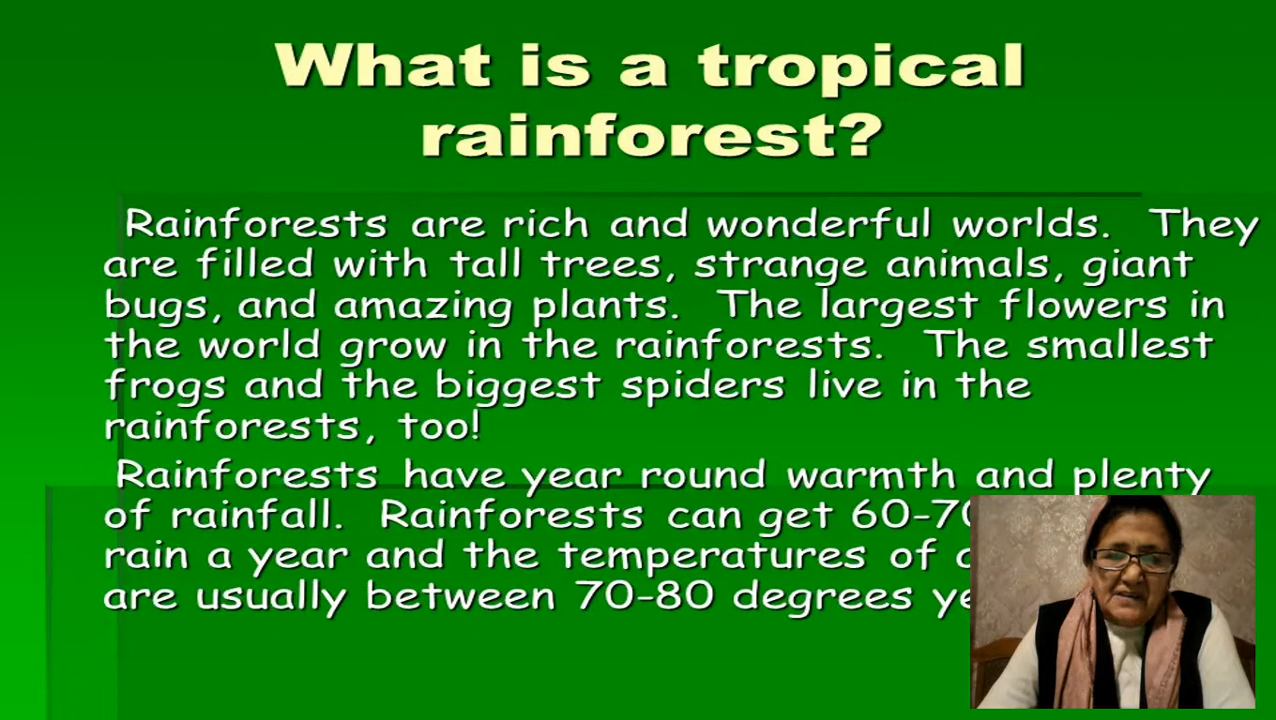 What is a tropical
rainforest?
Rainforests are rich and wonderful worlds. They
are filled with tall trees, strange animals, giant
bugs, and amazing plants. The largest flowers in
the world grow in the rainforests. The smallest
frogs and the biggest spiders live in the
rainforests, too!
Rainforests have year round warmth and plenty
of rainfall. Rainforests can get 60-70
rain a year and the temperatures of
are usually between 70-80 degrees